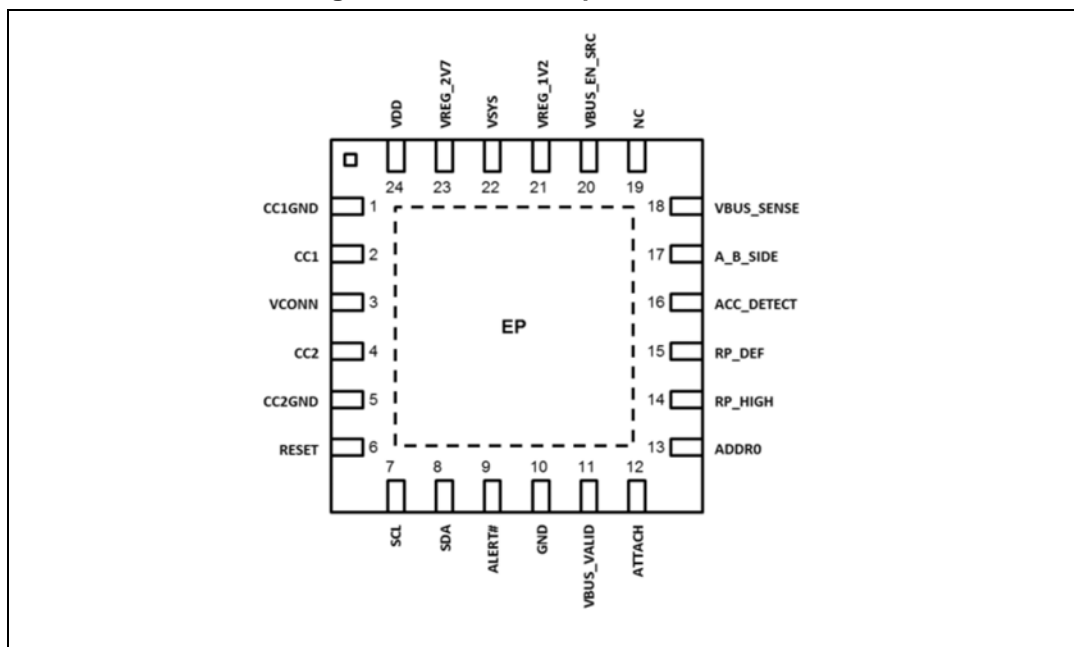 VDD
VREG_2V7
VSYS
VREG_1V2
VBUS_EN_SRC
NC
24 23 22 21 20 19
CC1GND 1 18 VBUS_SENSE
CC1 2 17 A_B_SIDE
VCONN 3 16 ACC_DETECT
EP
CC2 4 15 RP_DEF
CC2GND 5 14 RP_HIGH
RESET 6 13 ADDR0
7 8 9 10 11 12
SCL
SDA
ALERT#
GND
VBUS_VALID
ATTACH